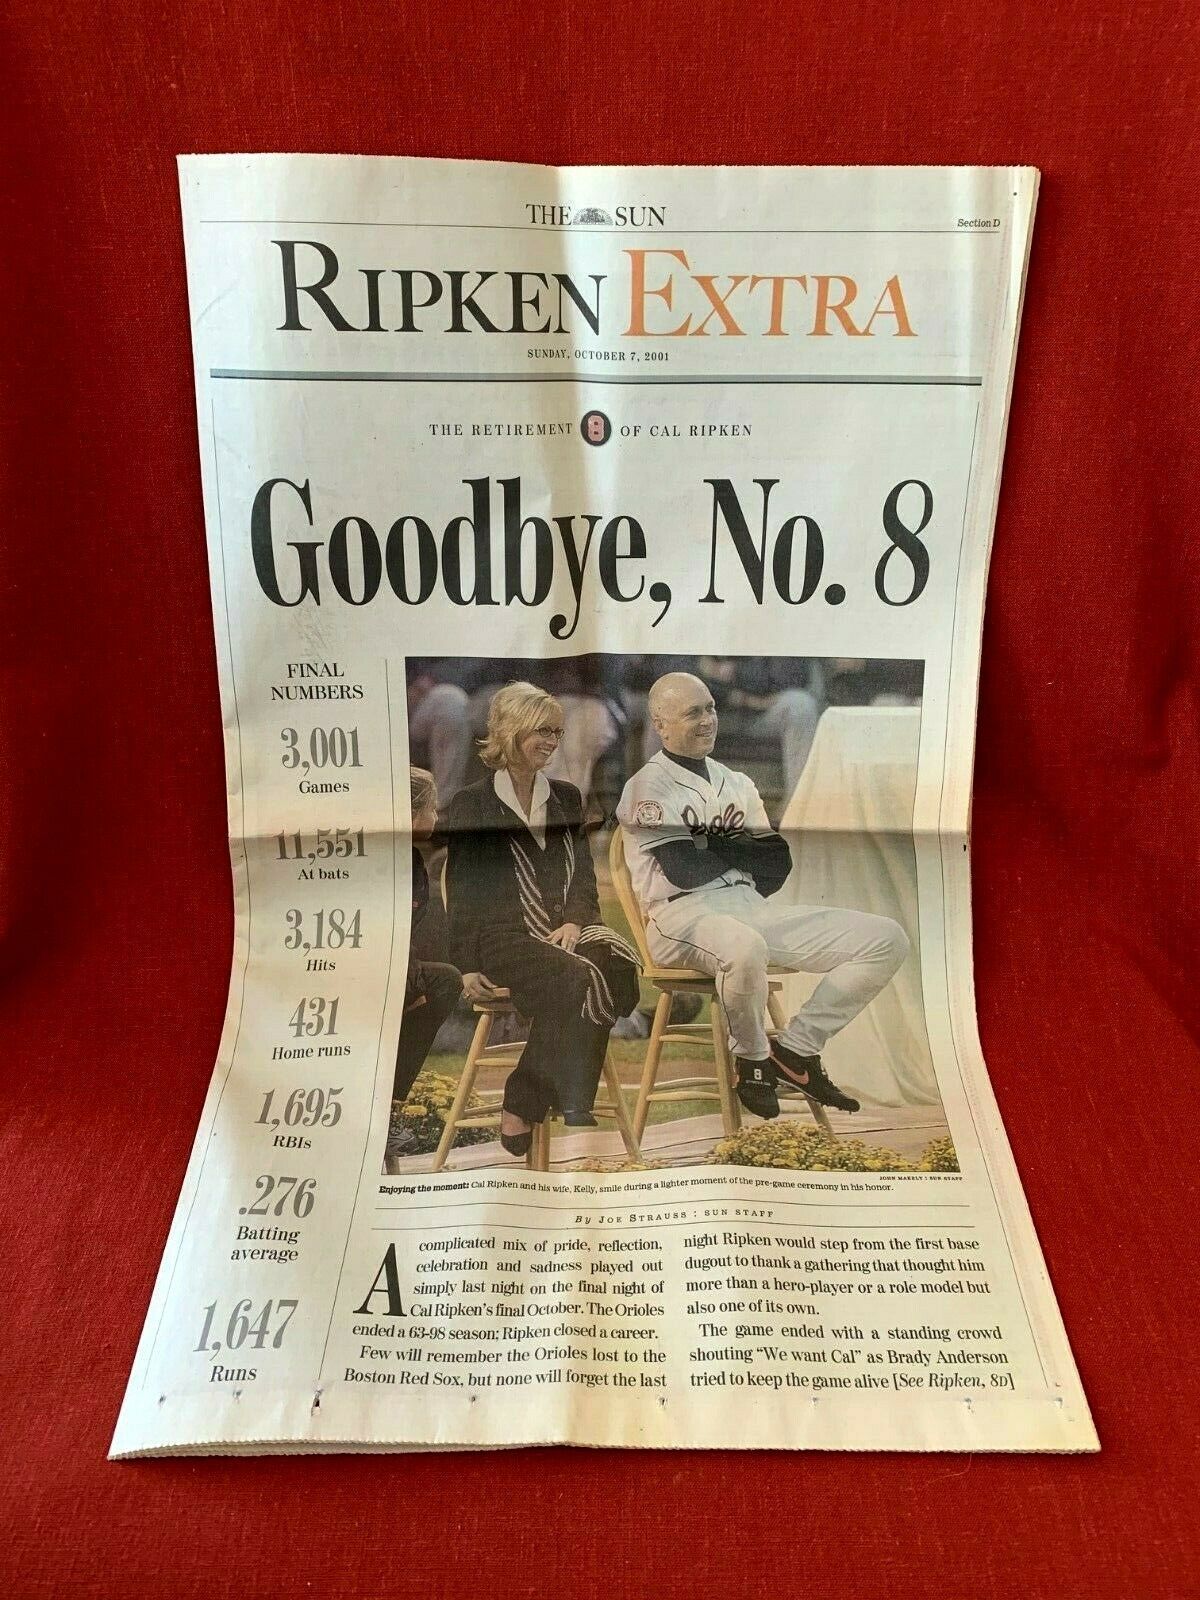 THE SUN
Section D
RIPKEN EXTRA
SUNDAY, OCTOBER 7, 2001
THE RETIREMENT 8 OF CAL RIPKEN
Goodbye, No. 8
FINAL
NUMBERS
3,001
Games
11,551
At bats
3,184
Hits
431
Home runs
1,695
RBIs
.276
Batting
average
1,647
Runs
Oriole
8
JOHN MAKELY : SUN STAFF
Enjoying the moment: Cal Ripken and his wife, Kelly, smile during a lighter moment of the pre-game ceremony in his honor.
By JOE STRAUSS : SUN STAFF
A complicated mix of pride, reflection,
celebration and sadness played out
simply last night on the final night of
Cal Ripken's final October. The Orioles
ended a 63-98 season; Ripken closed a career.
Few will remember the Orioles lost to the
Boston Red Sox, but none will forget the last
night Ripken would step from the first base
dugout to thank a gathering that thought him
more than a hero-player or a role model but
also one of its own.
The game ended with a standing crowd
shouting "We want Cal" as Brady Anderson
tried to keep the game alive [See Ripken, 8D]